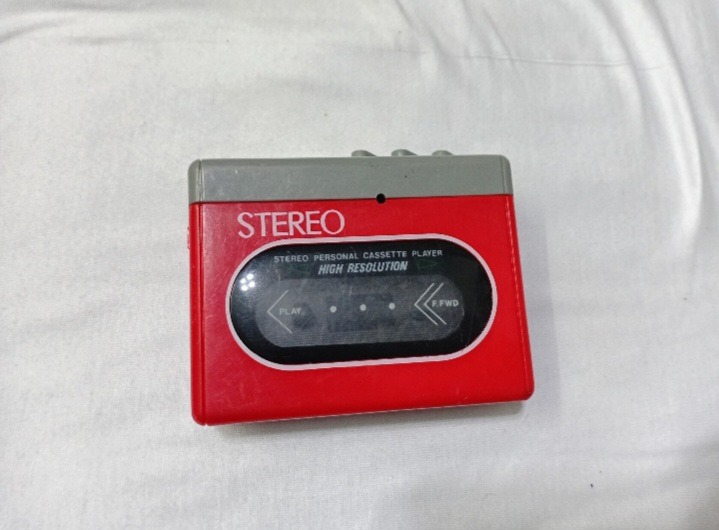 STEREO
STEREO PERSONAL CASSETTE PLAYER
HIGH RESOLUTION
PLAY
F.FWD